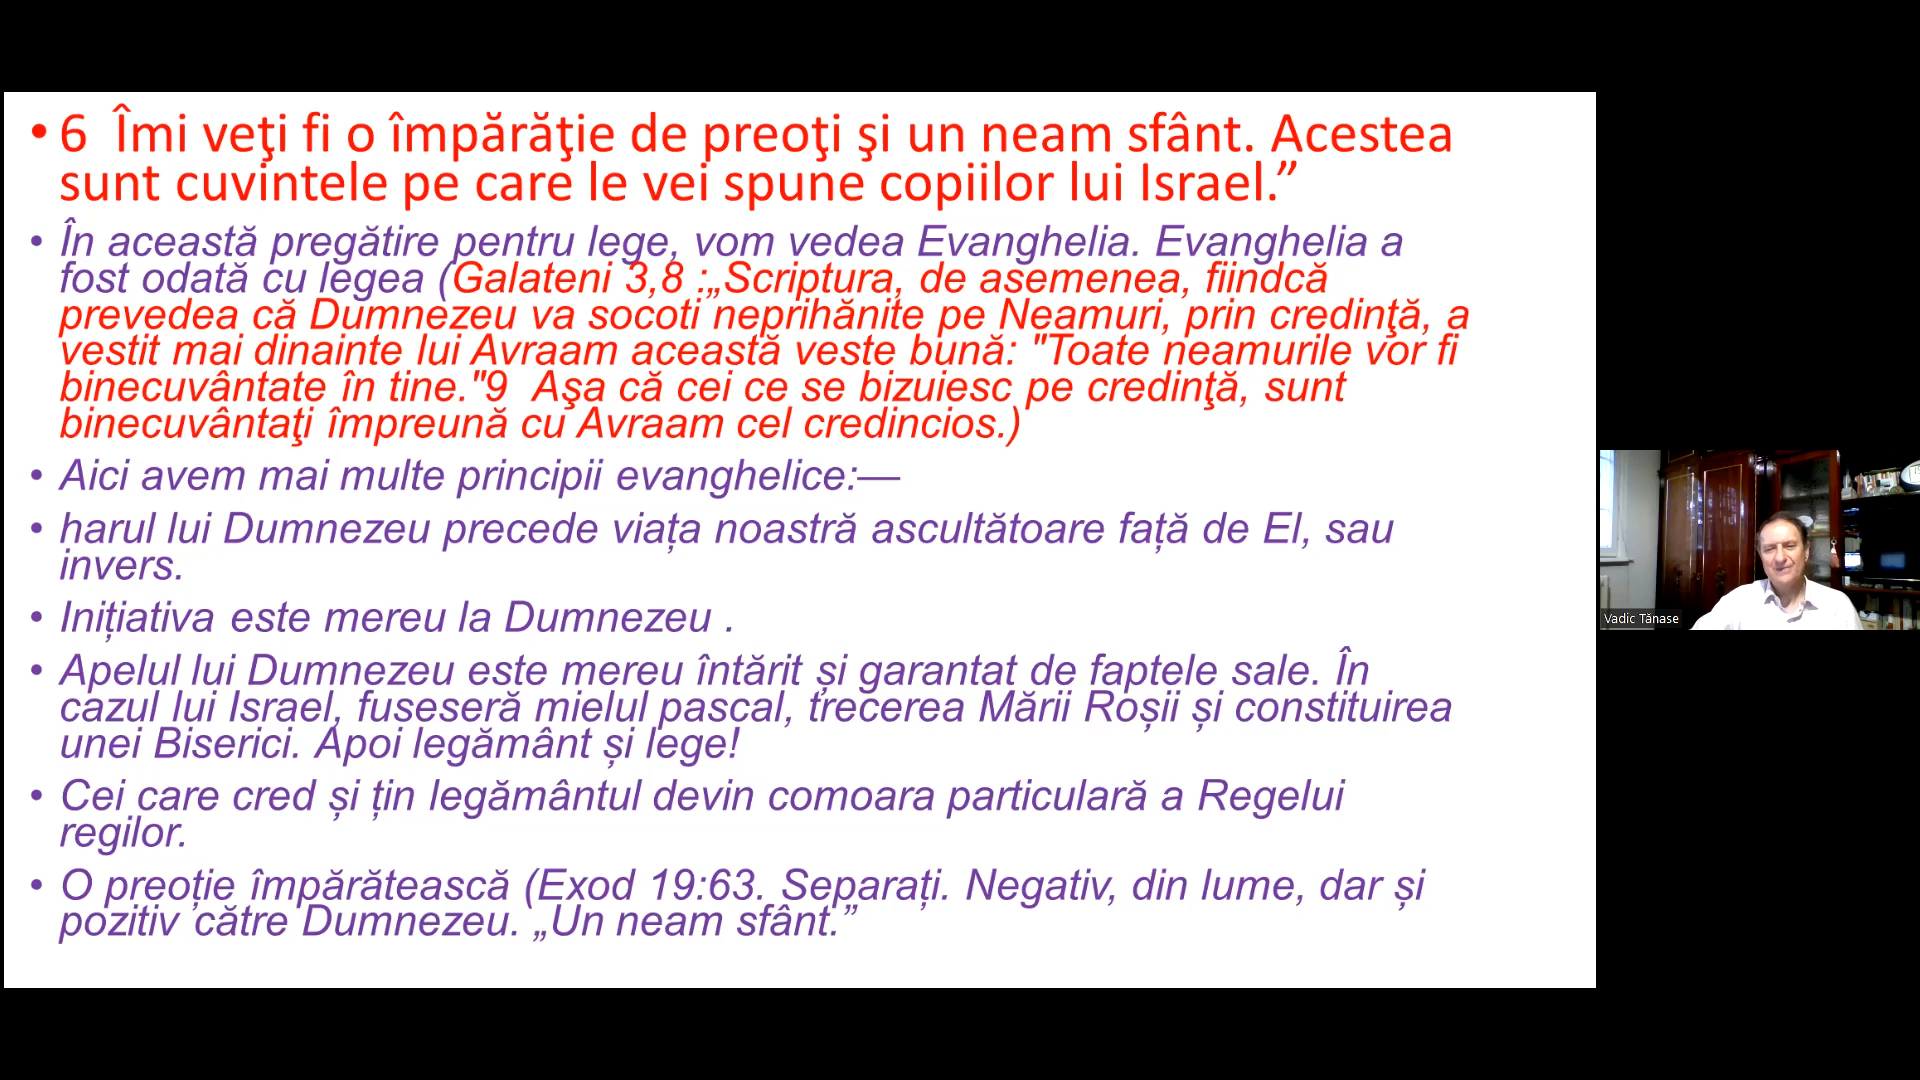 • 6  Îmi veţi fi o împărăţie de preoţi şi un neam sfânt. Acestea
sunt cuvintele pe care le vei spune copiilor lui Israel.”
• În această pregătire pentru lege, vom vedea Evanghelia. Evanghelia a
fost odată cu legea (Galateni 3,8 :„Scriptura, de asemenea, fiindcă
prevedea că Dumnezeu va socoti neprihănite pe Neamuri, prin credinţă, a
vestit mai dinainte lui Avraam această veste bună: "Toate neamurile vor fi
binecuvântate în tine."9  Aşa că cei ce se bizuiesc pe credinţă, sunt
binecuvântaţi împreună cu Avraam cel credincios.)
• Aici avem mai multe principii evanghelice:—
• harul lui Dumnezeu precede viața noastră ascultătoare față de El, sau
invers.
• Inițiativa este mereu la Dumnezeu .
• Apelul lui Dumnezeu este mereu întărit și garantat de faptele sale. În
cazul lui Israel, fuseseră mielul pascal, trecerea Mării Roșii și constituirea
unei Biserici. Apoi legământ și lege!
• Cei care cred și țin legământul devin comoara particulară a Regelui
regilor.
• O preoție împărătească (Exod 19:63. Separați. Negativ, din lume, dar și
pozitiv către Dumnezeu. „Un neam sfânt.”
Vadic Tănase